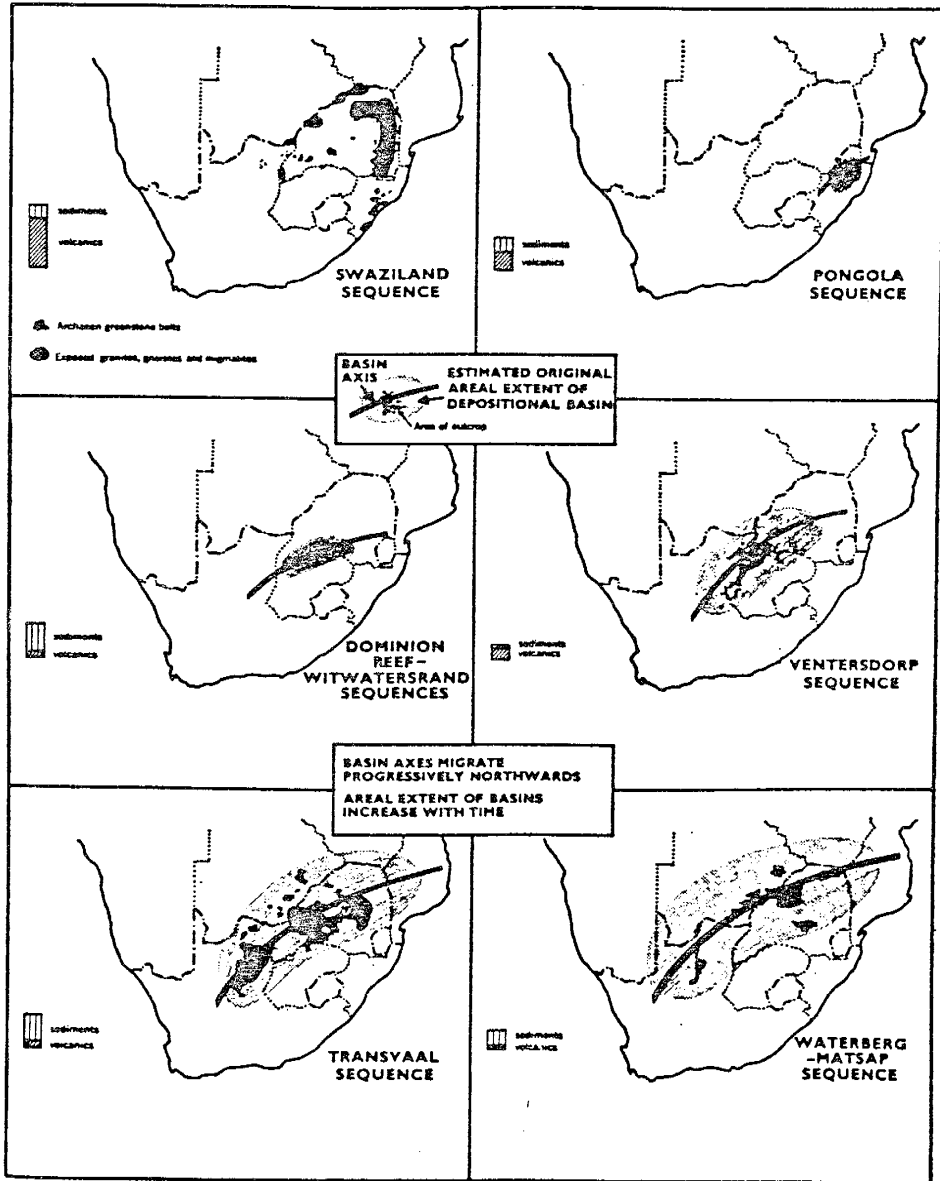 sediments
volcanics
SWAZILAND
SEQUENCE
Archaean greenstone belts
Exposed granites, gneisses and migmatites
sediments
volcanics
PONGOLA
SEQUENCE
BASIN
AXIS
ESTIMATED ORIGINAL
AREAL EXTENT OF
DEPOSITIONAL BASIN
Area of outcrop
sediments
volcanics
DOMINION
REEF-
WITWATERSRAND
SEQUENCES
sediments
volcanics
VENTERSDORP
SEQUENCE
BASIN AXES MIGRATE
PROGRESSIVELY NORTHWARDS
AREAL EXTENT OF BASINS
INCREASE WITH TIME
sediments
volcanics
TRANSVAAL
SEQUENCE
sediments
volcanics
WATERBERG
-MATSAP
SEQUENCE